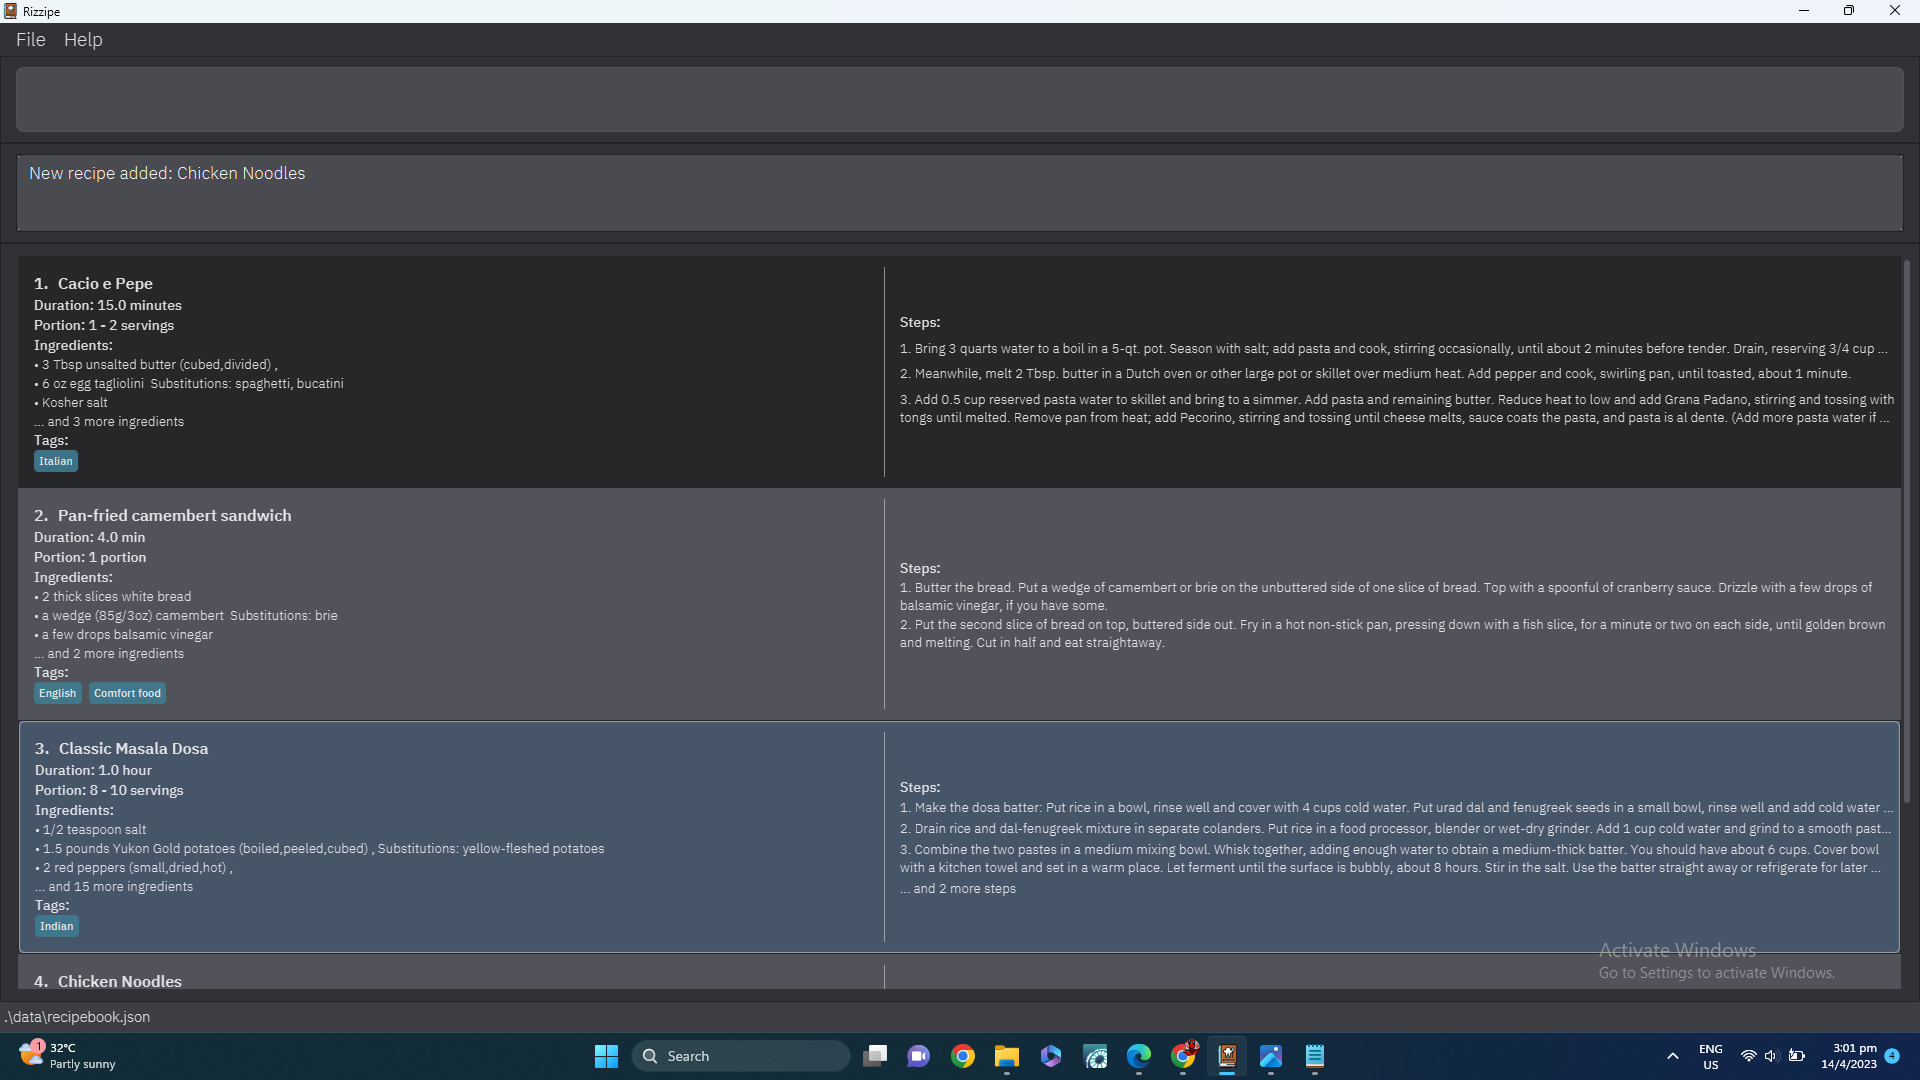 Rizzipe
File Help
New recipe added: Chicken Noodles
1. Cacio e Pepe
Duration: 15.0 minutes
Portion: 1 - 2 servings
Ingredients:
• 3 Tbsp unsalted butter (cubed,divided) ,
• 6 oz egg tagliolini Substitutions: spaghetti, bucatini
• Kosher salt
... and 3 more ingredients
Tags:
Italian
Steps:
1. Bring 3 quarts water to a boil in a 5-qt. pot. Season with salt; add pasta and cook, stirring occasionally, until about 2 minutes before tender. Drain, reserving 3/4 cup ...
2. Meanwhile, melt 2 Tbsp. butter in a Dutch oven or other large pot or skillet over medium heat. Add pepper and cook, swirling pan, until toasted, about 1 minute.
3. Add 0.5 cup reserved pasta water to skillet and bring to a simmer. Add pasta and remaining butter. Reduce heat to low and add Grana Padano, stirring and tossing with
tongs until melted. Remove pan from heat; add Pecorino, stirring and tossing until cheese melts, sauce coats the pasta, and pasta is al dente. (Add more pasta water if ...
2. Pan-fried camembert sandwich
Duration: 4.0 min
Portion: 1 portion
Ingredients:
• 2 thick slices white bread
• a wedge (85g/3oz) camembert Substitutions: brie
• a few drops balsamic vinegar
... and 2 more ingredients
Tags:
English Comfort food
Steps:
1. Butter the bread. Put a wedge of camembert or brie on the unbuttered side of one slice of bread. Top with a spoonful of cranberry sauce. Drizzle with a few drops of
balsamic vinegar, if you have some.
2. Put the second slice of bread on top, buttered side out. Fry in a hot non-stick pan, pressing down with a fish slice, for a minute or two on each side, until golden brown
and melting. Cut in half and eat straightaway.
3. Classic Masala Dosa
Duration: 1.0 hour
Portion: 8 - 10 servings
Ingredients:
• 1/2 teaspoon salt
• 1.5 pounds Yukon Gold potatoes (boiled,peeled,cubed) , Substitutions: yellow-fleshed potatoes
• 2 red peppers (small,dried,hot) ,
... and 15 more ingredients
Tags:
Indian
Steps:
1. Make the dosa batter: Put rice in a bowl, rinse well and cover with 4 cups cold water. Put urad dal and fenugreek seeds in a small bowl, rinse well and add cold water ...
2. Drain rice and dal-fenugreek mixture in separate colanders. Put rice in a food processor, blender or wet-dry grinder. Add 1 cup cold water and grind to a smooth past...
3. Combine the two pastes in a medium mixing bowl. Whisk together, adding enough water to obtain a medium-thick batter. You should have about 6 cups. Cover bowl
with a kitchen towel and set in a warm place. Let ferment until the surface is bubbly, about 8 hours. Stir in the salt. Use the batter straight away or refrigerate for later ...
... and 2 more steps
4. Chicken Noodles
Activate Windows
Go to Settings to activate Windows.
.\data\recipebook.json
1
32°C
Partly sunny
Search
ENG
US
3:01 pm
14/4/2023
4